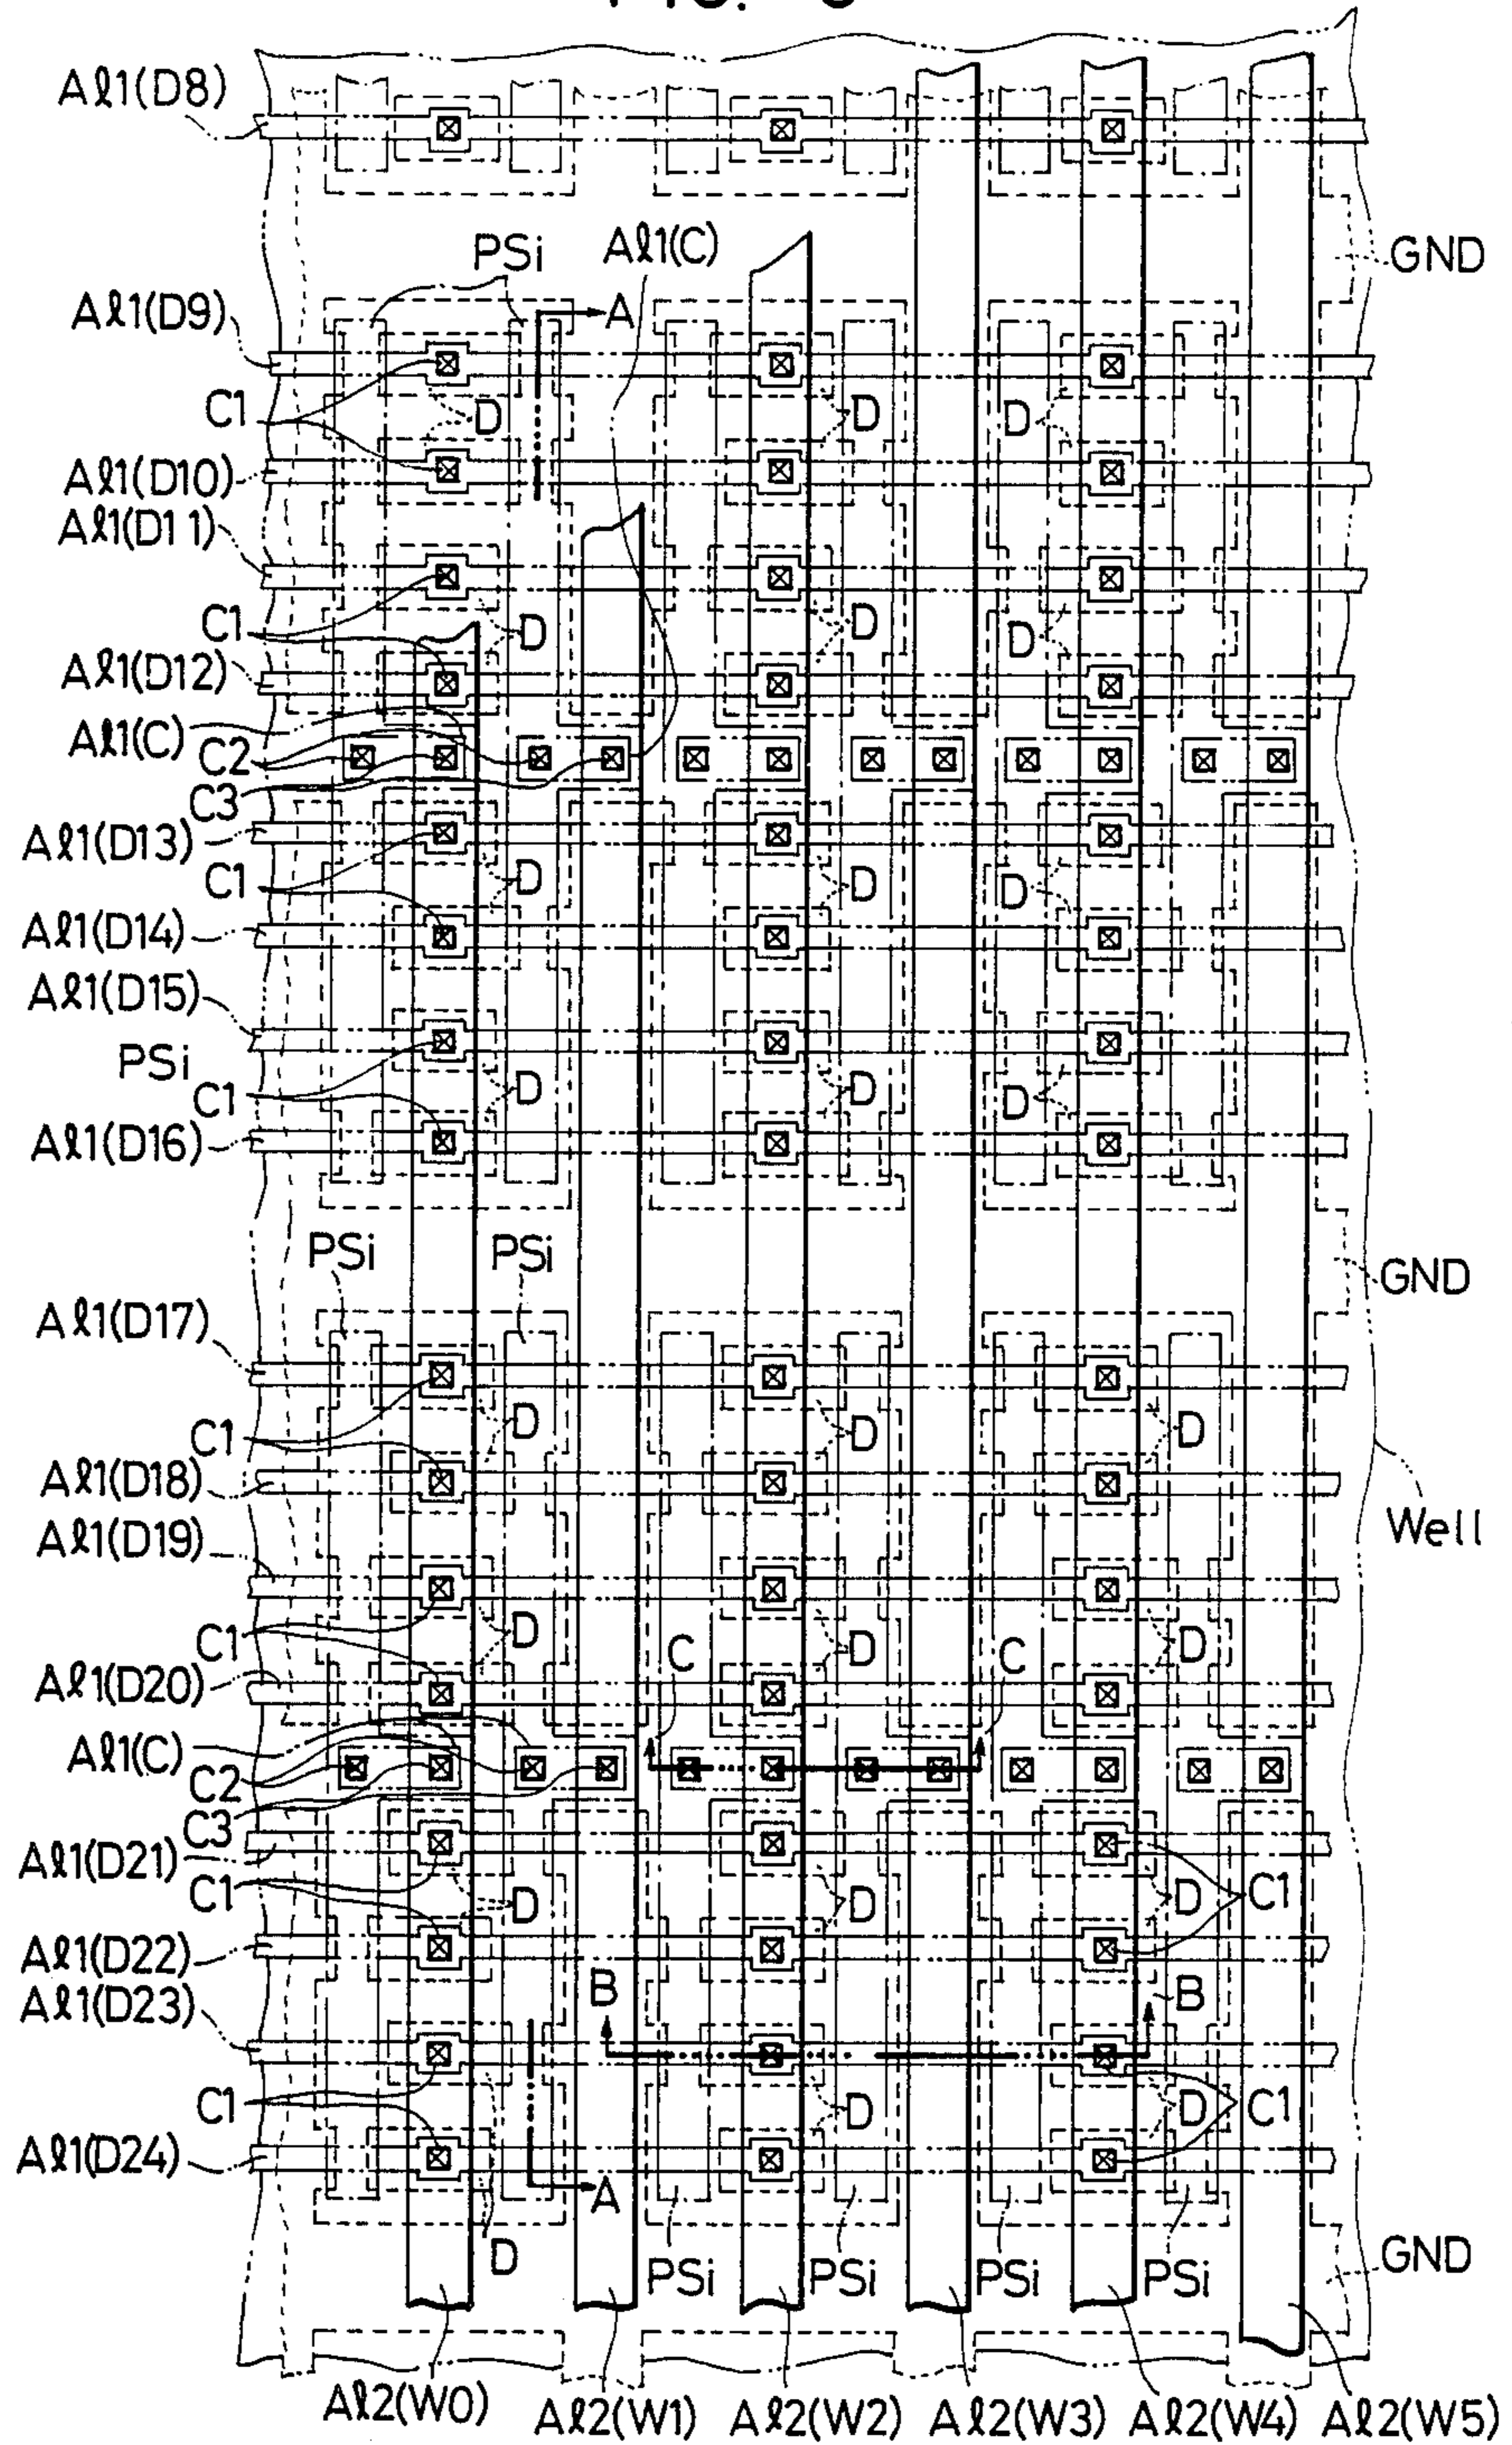 Al1(D8)
GND
PSi
Al1(C)
A
Al1(D9)
C1
D
D
D
Al1(D10)
Al1(D11)
C1
D
D
D
Al1(D12)
Al1(C)
C2
C3
Al1(D13)
C1
D
D
D
Al1(D14)
Al1(D15)
PSi
C1
D
D
D
Al1(D16)
PSi
PSi
GND
Al1(D17)
C1
D
D
D
Al1(D18)
Well
Al1(D19)
C1
D
D
D
C
C
Al1(D20)
Al1(C)
C2
C3
Al1(D21)
C1
D
D
D
C1
Al1(D22)
Al1(D23)
B
B
C1
D
D
C1
Al1(D24)
A
D
PSi
PSi
PSi
PSi
GND
Al2(W0)
Al2(W1)
Al2(W2)
Al2(W3)
Al2(W4)
Al2(W5)